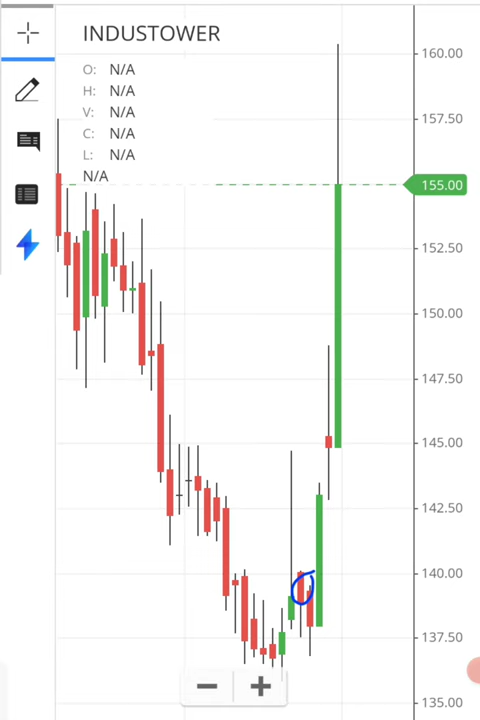 INDUSTOWER
O: N/A
H: N/A
V: N/A
C: N/A
L: N/A
N/A
160.00
157.50
155.00
152.50
150.00
147.50
145.00
142.50
140.00
137.50
135.00